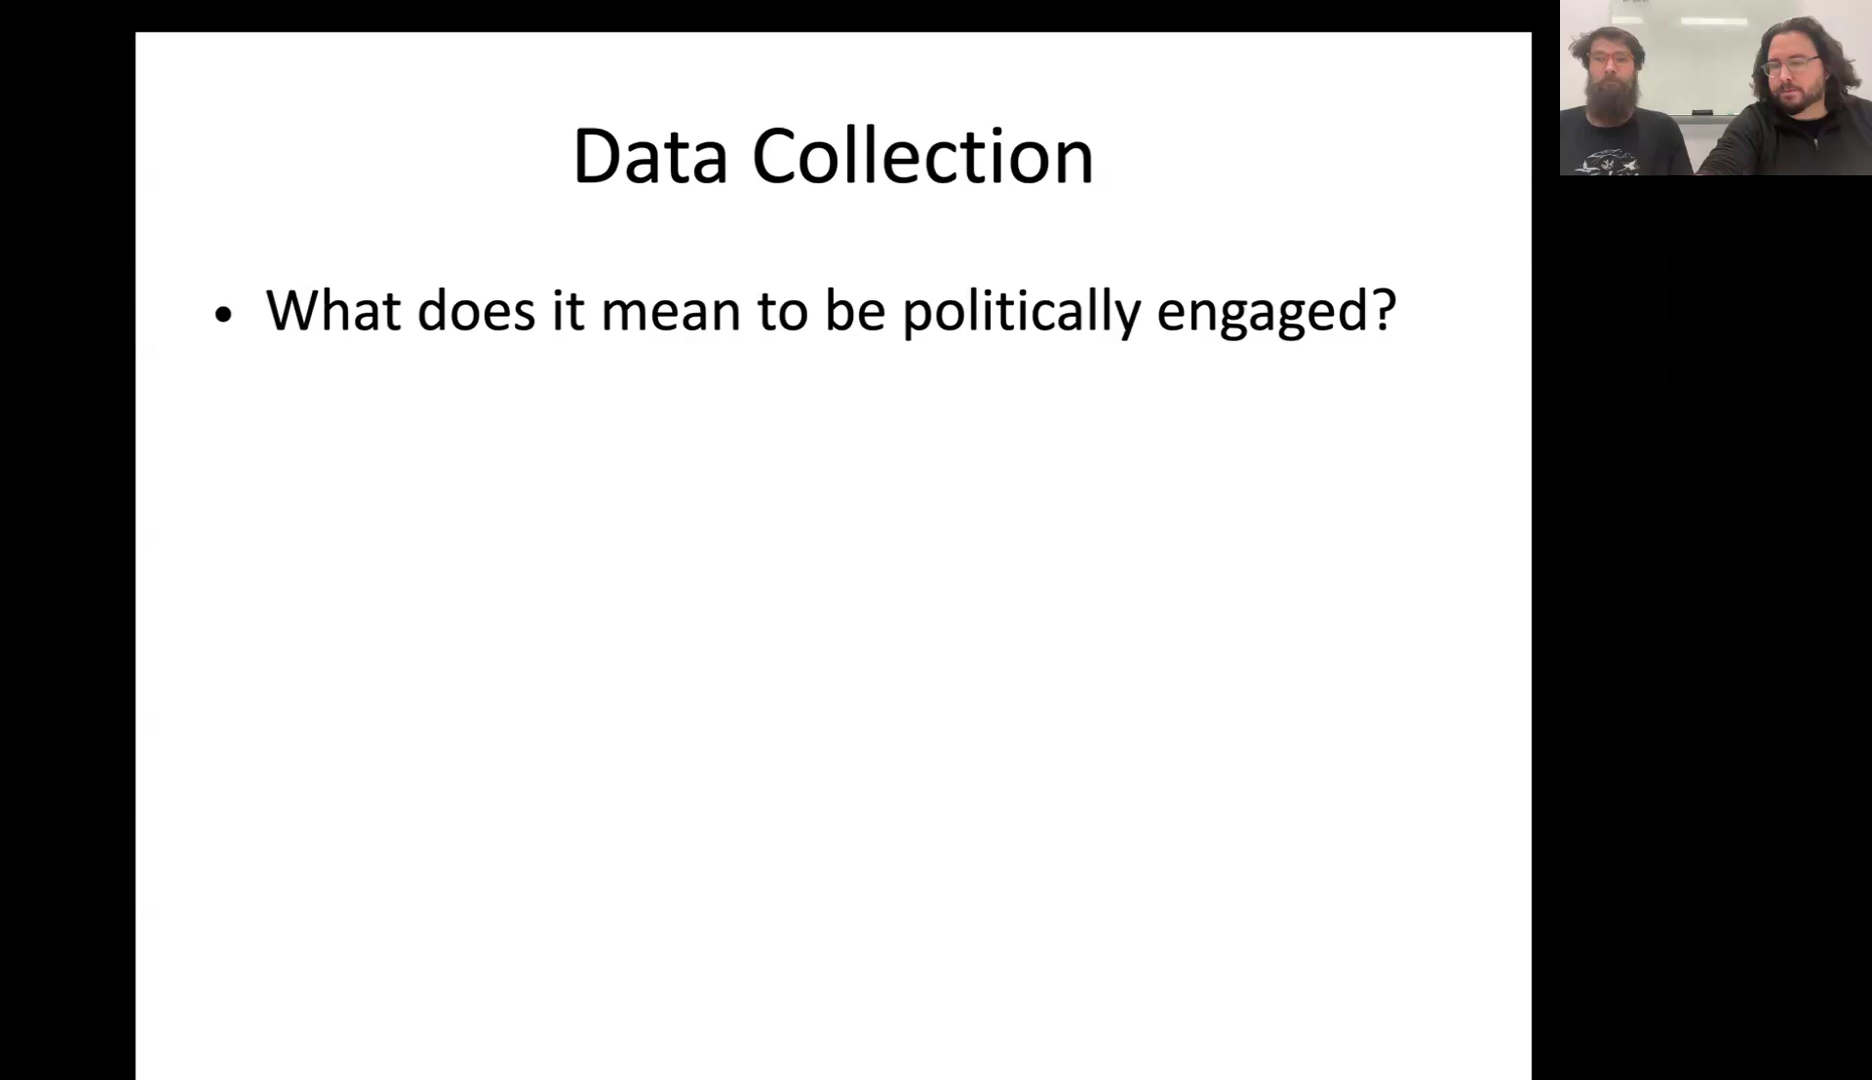 Data Collection
• What does it mean to be politically engaged?